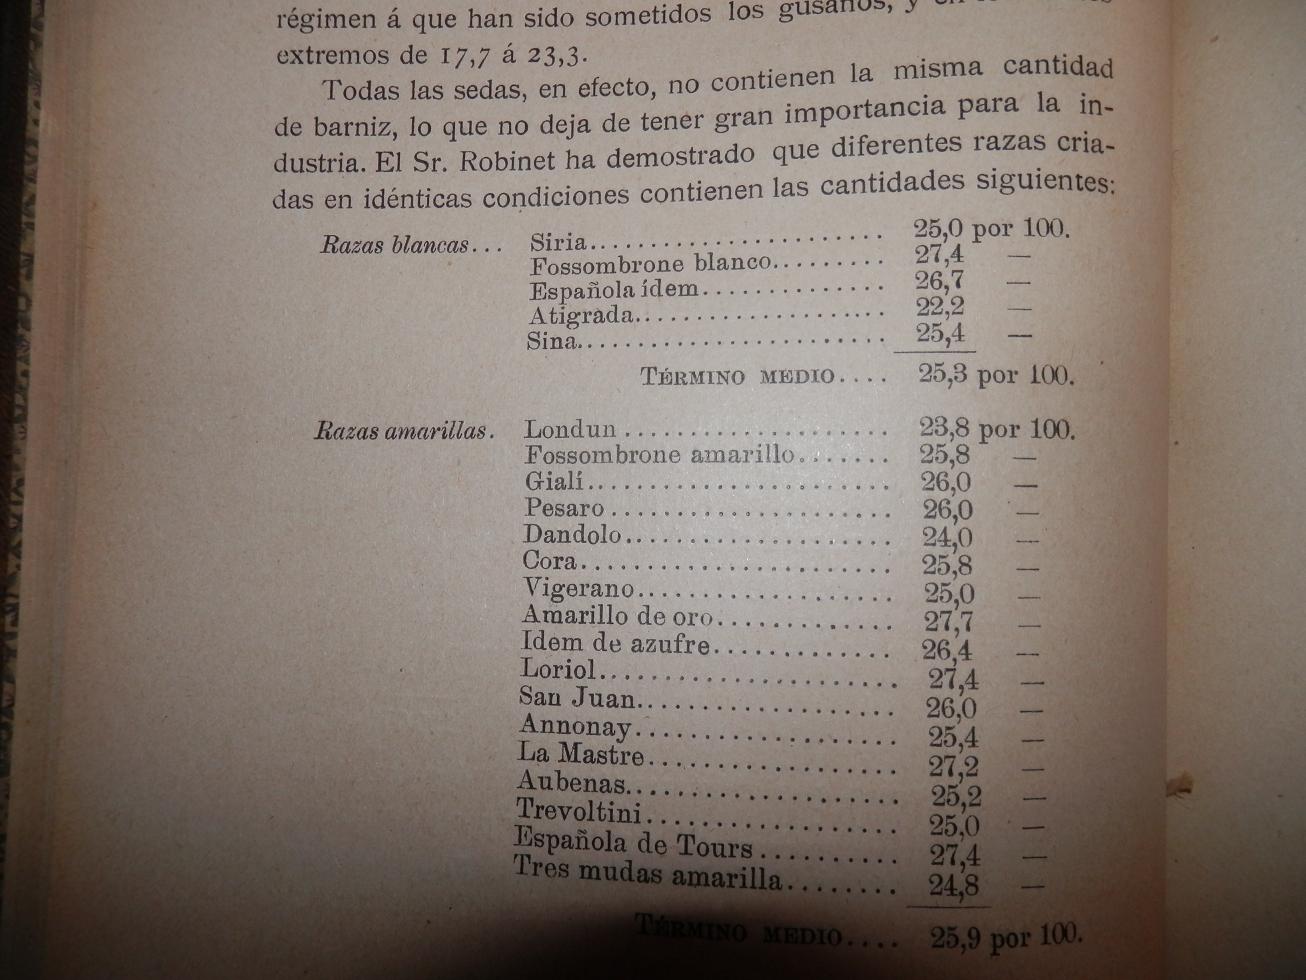 régimen á que han sido sometidos los gusanos, y en
extremos de 17,7 á 23,3.
Todas las sedas, en efecto, no contienen la misma cantidad
de barniz, lo que no deja de tener gran importancia para la in-
dustria. El Sr. Robinet ha demostrado que diferentes razas cria-
das en idénticas condiciones contienen las cantidades siguientes:
Razas blancas... Siria...................... 25,0 por 100.
Fossombrone blanco......... 27,4 —
Española ídem.............. 26,7 —
Atigrada.................... 22,2 —
Sina........................ 25,4 —
TÉRMINO MEDIO.... 25,3 por 100.
Razas amarillas. Londun .................... 23,8 por 100.
Fossombrone amarillo....... 25,8 —
Gialí....................... 26,0 —
Pesaro ..................... 26,0 —
Dandolo.................... 24,0 —
Cora....................... 25,8 —
Vigerano................... 25,0 —
Amarillo de oro............. 27,7 —
Idem de azufre............. 26,4 —
Loriol...................... 27,4 —
San Juan................... 26,0 —
Annonay................... 25,4 —
La Mastre.................. 27,2 —
Aubenas.................... 25,2 —
Trevoltini.................. 25,0 —
Española de Tours .......... 27,4 —
Tres mudas amarilla........ 24,8 —
TÉRMINO MEDIO.... 25,9 por 100.